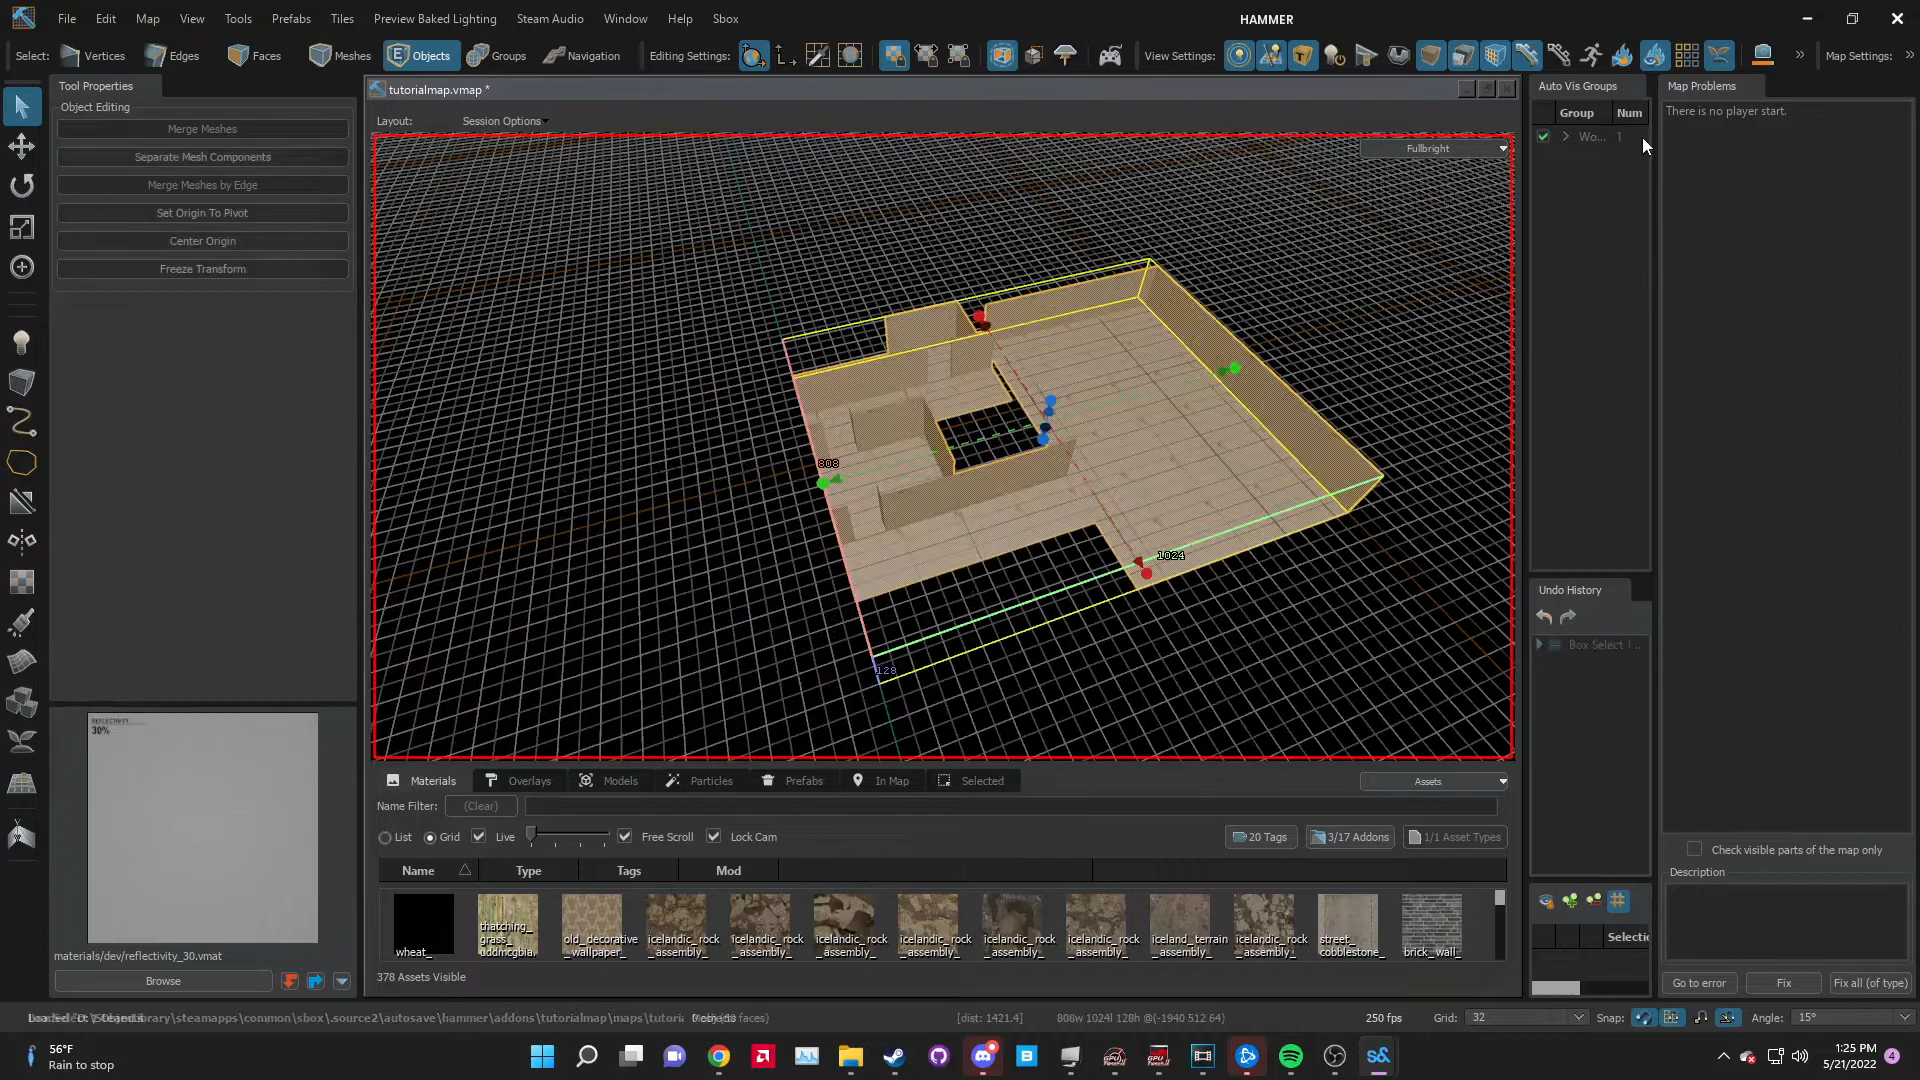 File Edit Map View Tools Prefabs Tiles Preview Baked Lighting Steam Audio Window Help Sbox
HAMMER
Select: Vertices Edges Faces Meshes Objects Groups Navigation Editing Settings: View Settings: Map Settings:
Tool Properties
Object Editing
Merge Meshes
Separate Mesh Components
Merge Meshes by Edge
Set Origin To Pivot
Center Origin
Freeze Transform
REFLECTIVITY
30%
materials/dev/reflectivity_30.vmat
Browse
tutorialmap.vmap *
Layout: Session Options
Fullbright
808
1024
128
Materials Overlays Models Particles Prefabs In Map Selected Assets
Name Filter: (Clear)
List Grid Live Free Scroll Lock Cam 20 Tags 3/17 Addons 1/1 Asset Types
Name Type Tags Mod
wheat_
thatching_
grass_
old_decorative
_wallpaper_
icelandic_rock
_assembly_
icelandic_rock
_assembly_
icelandic_rock
_assembly_
icelandic_rock
_assembly_
icelandic_rock
_assembly_
icelandic_rock
_assembly_
iceland_terrain
_assembly_
icelandic_rock
_assembly_
street_
cobblestone_
brick_wall_
378 Assets Visible
Auto Vis Groups
Group Num
Wo... 1
Undo History
Box Select
Selectio
Map Problems
There is no player start.
Check visible parts of the map only
Description
Go to error Fix Fix all (of type)
[dist: 1421.4] 808w 1024l 128h @(-1940 512 64) 250 fps Grid: 32 Snap: Angle: 15°
56°F
Rain to stop
1:25 PM
5/21/2022
4